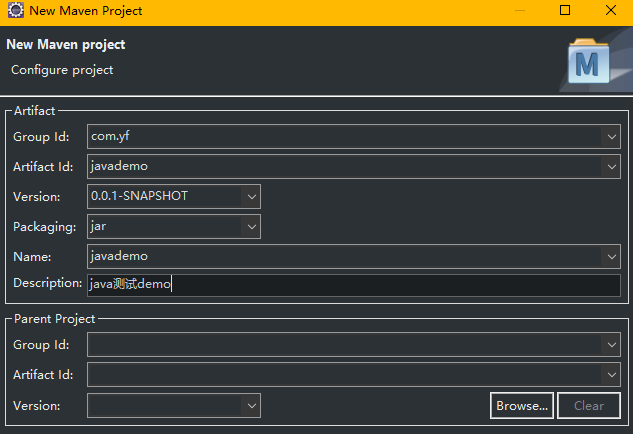 New Maven Project
New Maven project
Configure project
M
Artifact
Group Id: com.yf
Artifact Id: javademo
Version: 0.0.1-SNAPSHOT
Packaging: jar
Name: javademo
Description: java测试demo
Parent Project
Group Id:
Artifact Id:
Version: Browse... Clear